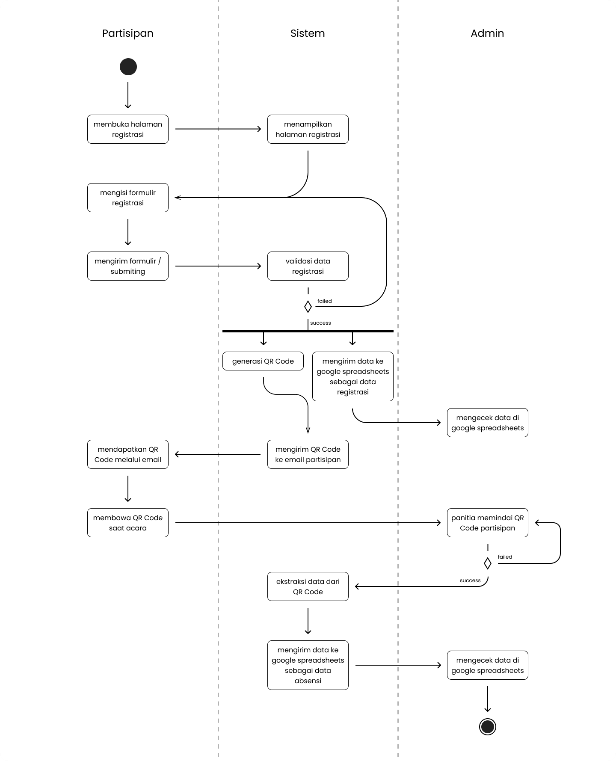 Partisipan
Sistem
Admin
membuka halaman
registrasi
menampilkan
halaman registrasi
mengisi formulir
registrasi
mengirim formulir /
submiting
validasi data
registrasi
failed
success
generasi QR Code
mengirim data ke
google spreadsheets
sebagai data
registrasi
mengecek data di
google spreadsheets
mendapatkan QR
Code melalui email
mengirim QR Code
ke email partisipan
membawa QR Code
saat acara
panitia memindai QR
Code partisipan
failed
success
ekstraksi data dari
QR Code
mengirim data ke
google spreadsheets
sebagai data
absensi
mengecek data di
google spreadsheets